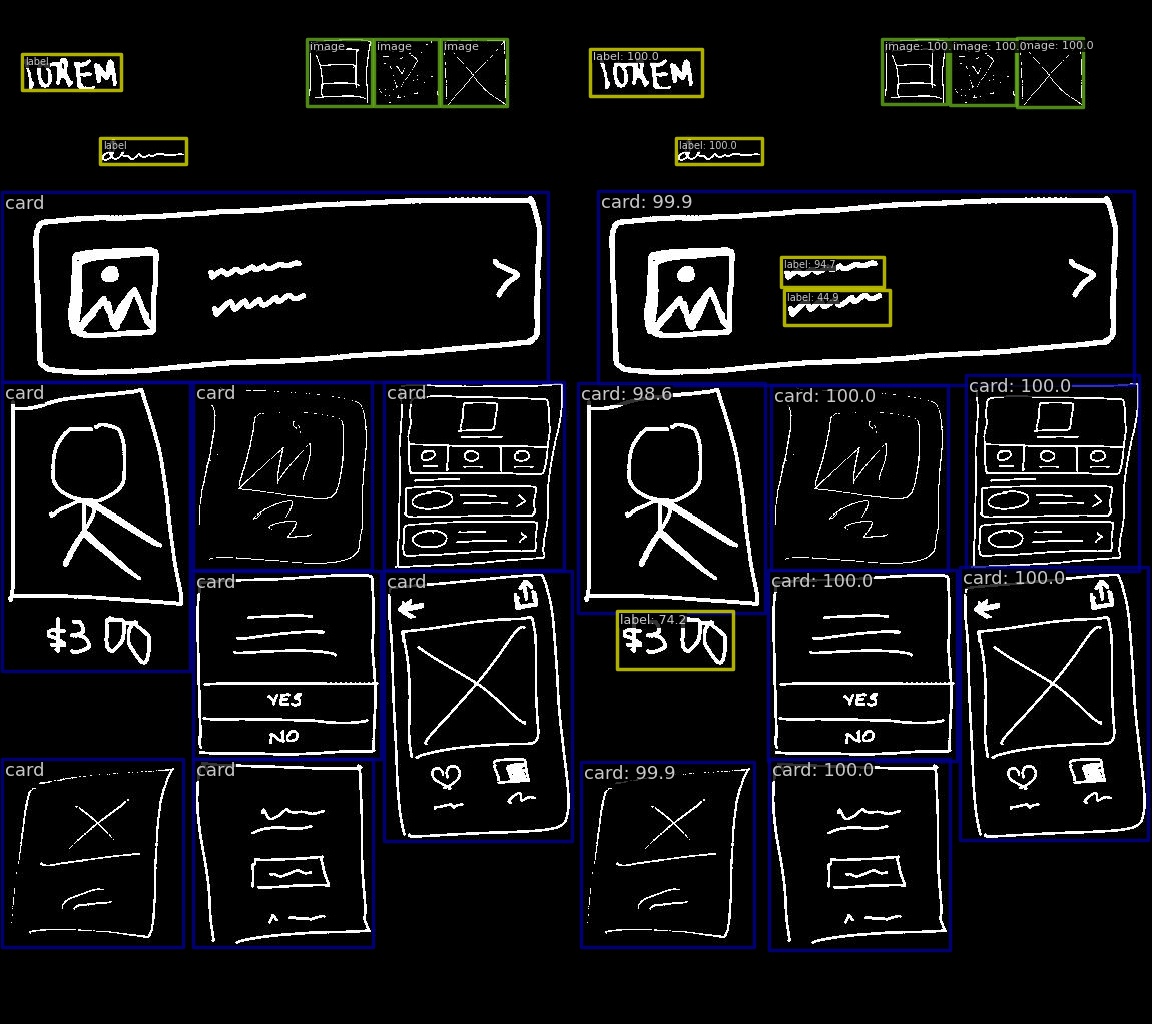 label image image image label: 100.0 image: 100. image: 100.0 image: 100.0
lOREM lOREM
label label: 100.0
card card: 99.9
label: 94.7
label: 44.9
card card card card: 98.6 card: 100.0 card: 100.0
card card card: 100.0 card: 100.0
label: 74.2
$300 $300
YES YES
NO NO
card card card: 99.9 card: 100.0